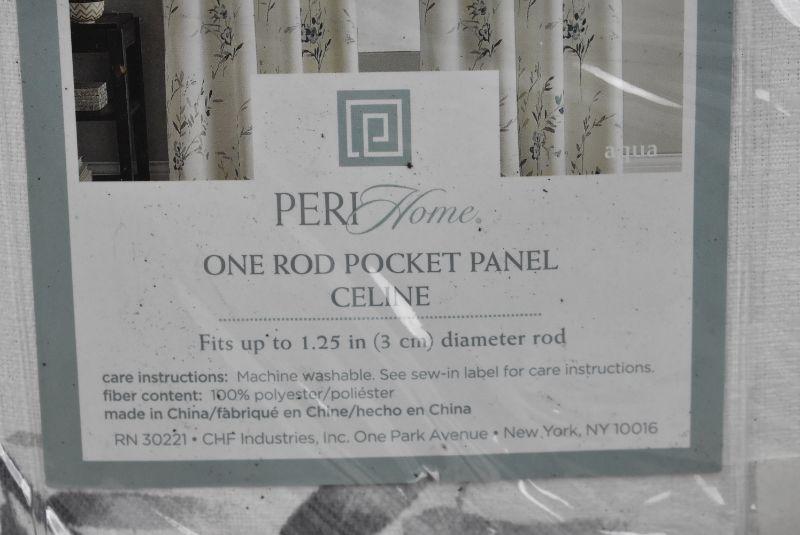 aqua
PERI Home®
ONE ROD POCKET PANEL
CELINE
Fits up to 1.25 in (3 cm) diameter rod
care instructions: Machine washable. See sew-in label for care instructions.
fiber content: 100% polyester/poliéster
made in China/fabriqué en Chine/hecho en China
RN 30221 • CHF Industries, Inc. One Park Avenue • New York, NY 10016